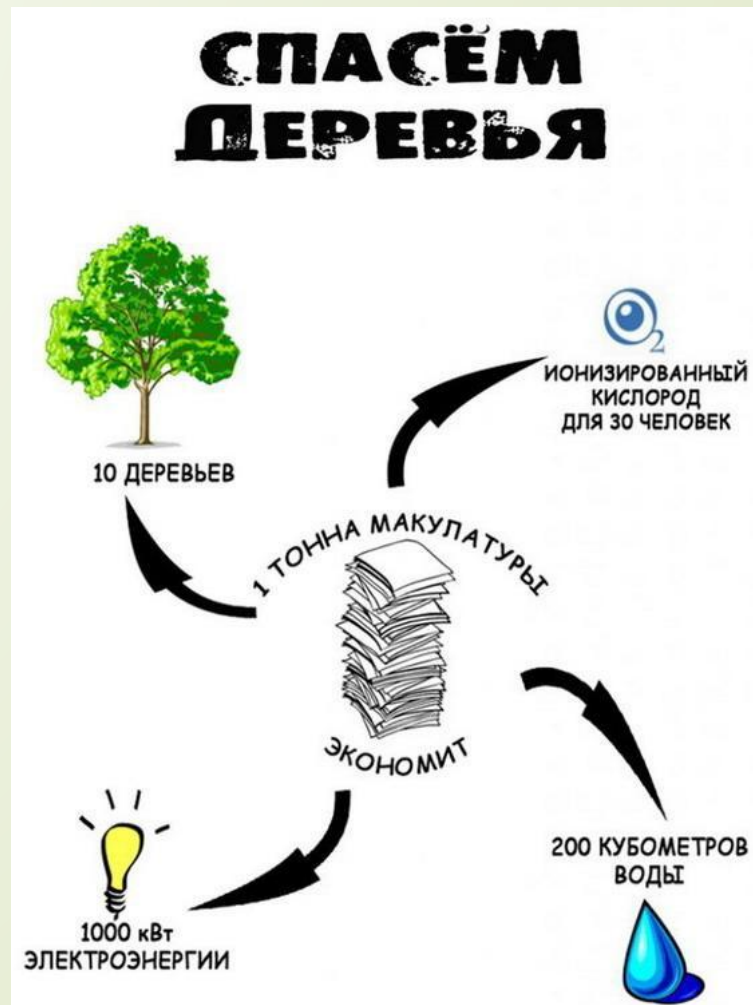 СПАСЁМ
ДЕРЕВЬЯ
10 ДЕРЕВЬЕВ
O2
ИОНИЗИРОВАННЫЙ
КИСЛОРОД
ДЛЯ 30 ЧЕЛОВЕК
1 ТОННА МАКУЛАТУРЫ
ЭКОНОМИТ
1000 кВт
ЭЛЕКТРОЭНЕРГИИ
200 КУБОМЕТРОВ
ВОДЫ